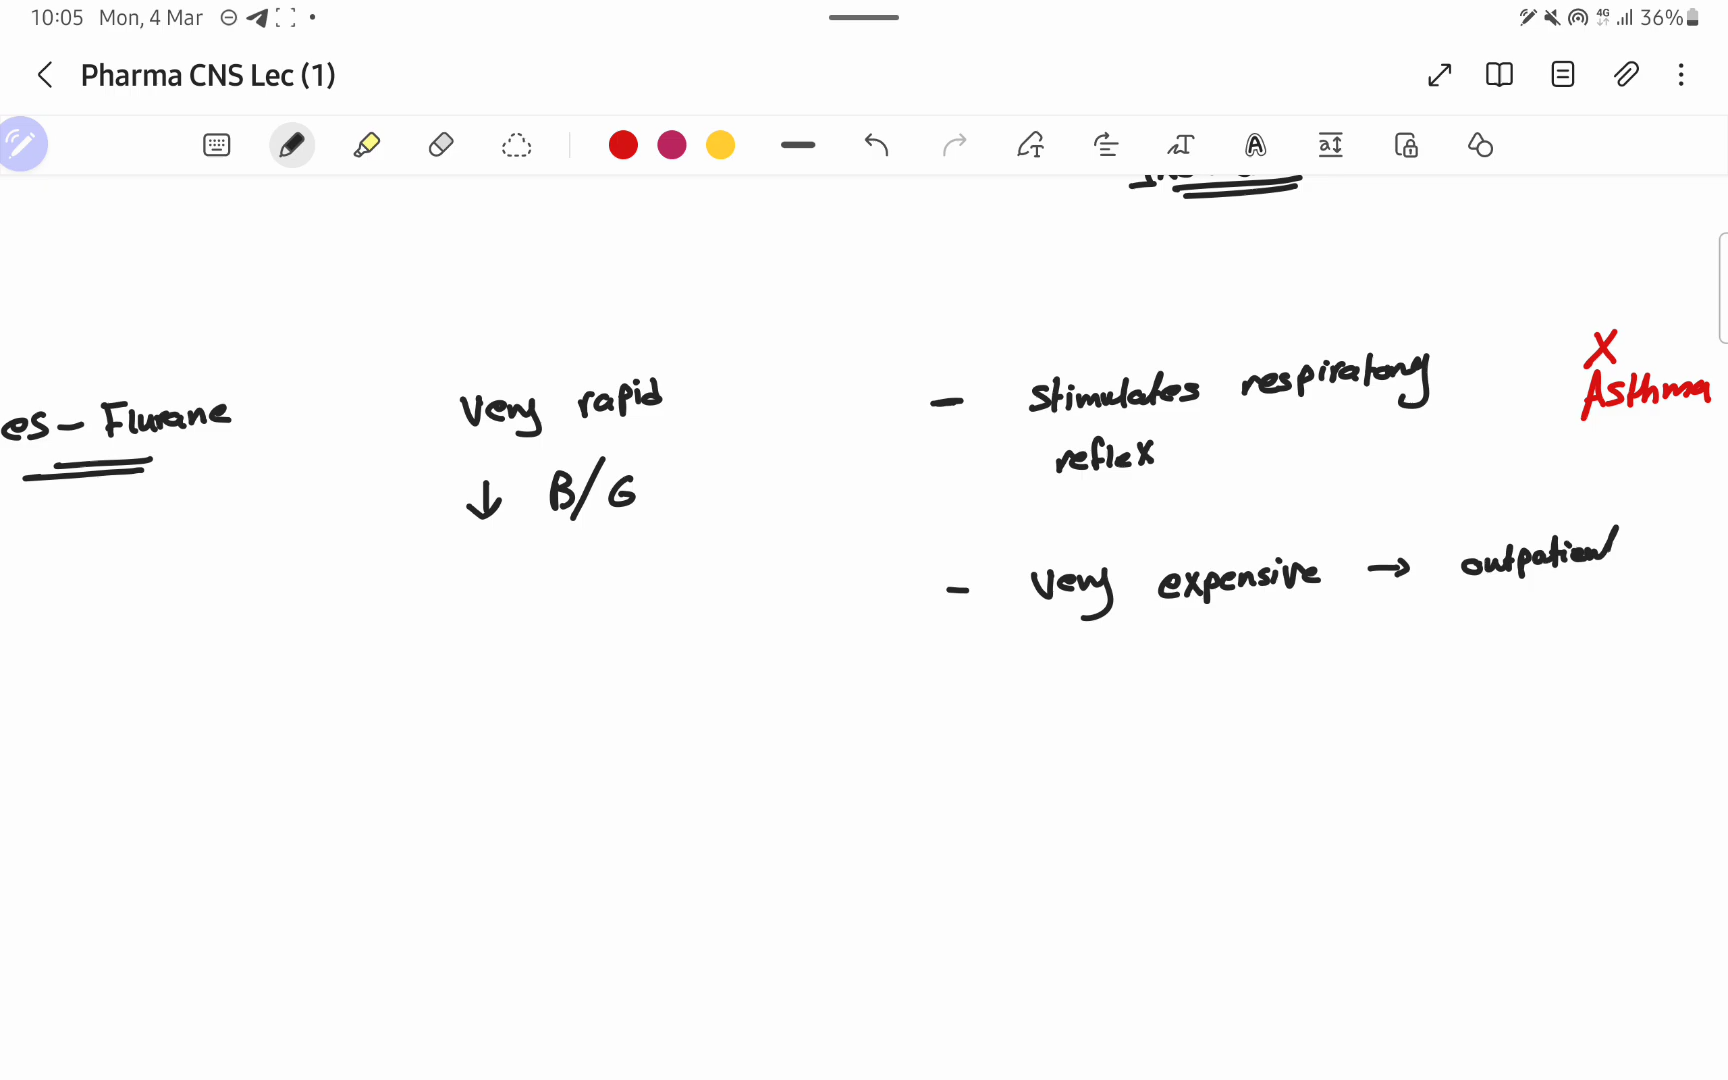 10:05 Mon, 4 Mar 4G 36%
Pharma CNS Lec (1)
es - Flurane Very rapid - stimulates respiratory X
Asthma
reflex
↓ B/G
- Very expensive → outpatient